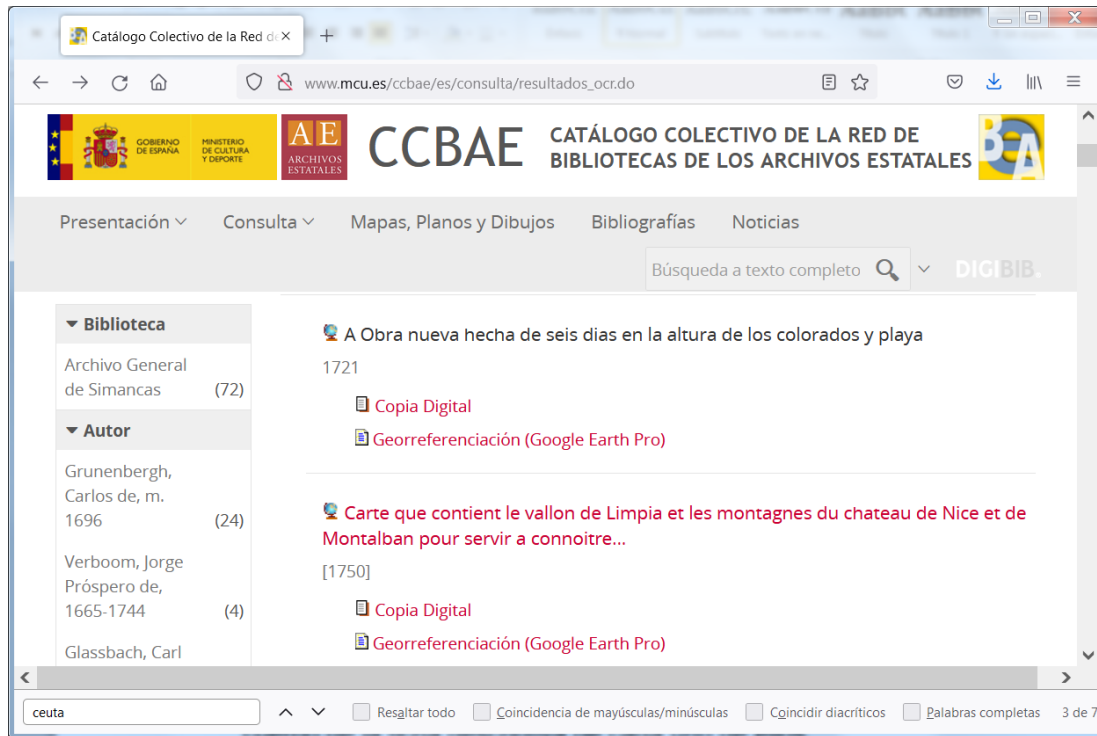 Catálogo Colectivo de la Red de
www.mcu.es/ccbae/es/consulta/resultados_ocr.do
GOBIERNO
DE ESPAÑA
MINISTERIO
DE CULTURA
Y DEPORTE
AE
ARCHIVOS
ESTATALES
CCBAE
CATÁLOGO COLECTIVO DE LA RED DE
BIBLIOTECAS DE LOS ARCHIVOS ESTATALES
BEA
Presentación Consulta Mapas, Planos y Dibujos Bibliografías Noticias
Búsqueda a texto completo DIGIBIB.
Biblioteca
Archivo General
de Simancas (72)
Autor
Grunenbergh,
Carlos de, m.
1696 (24)
Verboom, Jorge
Próspero de,
1665-1744 (4)
Glassbach, Carl
A Obra nueva hecha de seis dias en la altura de los colorados y playa
1721
Copia Digital
Georreferenciación (Google Earth Pro)
Carte que contient le vallon de Limpia et les montagnes du chateau de Nice et de
Montalban pour servir a connoitre...
[1750]
Copia Digital
Georreferenciación (Google Earth Pro)
ceuta Resaltar todo Coincidencia de mayúsculas/minúsculas Coincidir diacríticos Palabras completas 3 de 7